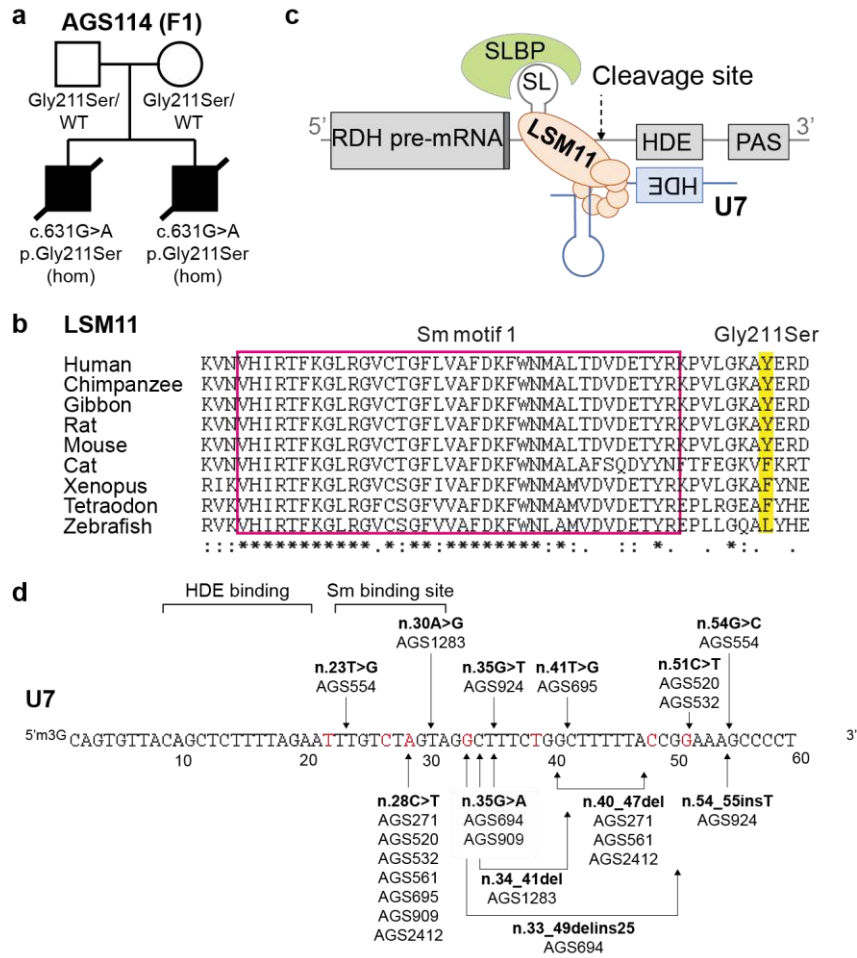 a
AGS114 (F1)
Gly211Ser/
WT
Gly211Ser/
WT
c.631G>A
p.Gly211Ser
(hom)
c.631G>A
p.Gly211Ser
(hom)
c
SLBP
SL
Cleavage site
5'
RDH pre-mRNA
LSM11
HDE
PAS
3'
HDE
U7
b
LSM11
Sm motif 1
Gly211Ser
Human KVNVHIRTFKGLRGVCTGFLVAFDKFWNMALTDVDETYRKPVLGKAYERD
Chimpanzee KVNVHIRTFKGLRGVCTGFLVAFDKFWNMALTDVDETYRKPVLGKAYERD
Gibbon KVNVHIRTFKGLRGVCTGFLVAFDKFWNMALTDVDETYRKPVLGKAYERD
Rat KVNVHIRTFKGLRGVCTGFLVAFDKFWNMALTDVDETYRKPVLGKAYERD
Mouse KVNVHIRTFKGLRGVCTGFLVAFDKFWNMALTDVDETYRKPVLGKAYERD
Cat KVNVHIRTFKGLRGVCTGFLVAFDKFWNMALAFSQDYYNFTFEGKVFKRT
Xenopus RIKVHIRTFKGLRGVCSGFIVAFDKFWNMAMVDVDETYRKPVLGKAFYNE
Tetraodon RVKVHIRTFKGLRGFCSGFVVAFDKFWNMAMVDVDETYREPLRGEAFYHE
Zebrafish RVKVHIRTFKGLRGVCSGFVVAFDKFWNLAMVDVDETYREPLLGQALYHE
:::***********.*:**:********:*:.  :: *.  . *:.  .
d
HDE binding
Sm binding site
n.30A>G
AGS1283
n.54G>C
AGS554
n.23T>G
AGS554
n.35G>T
AGS924
n.41T>G
AGS695
n.51C>T
AGS520
AGS532
U7
5'm3G CAGTGTTACAGCTCTTTTAGAATTTGTCTAGTAGGCTTTCTGGCTTTTTACCGGAAAGCCCCT 3'
10 20 30 40 50 60
n.28C>T
AGS271
AGS520
AGS532
AGS561
AGS695
AGS909
AGS2412
n.35G>A
AGS694
AGS909
n.34_41del
AGS1283
n.33_49delins25
AGS694
n.40_47del
AGS271
AGS561
AGS2412
n.54_55insT
AGS924